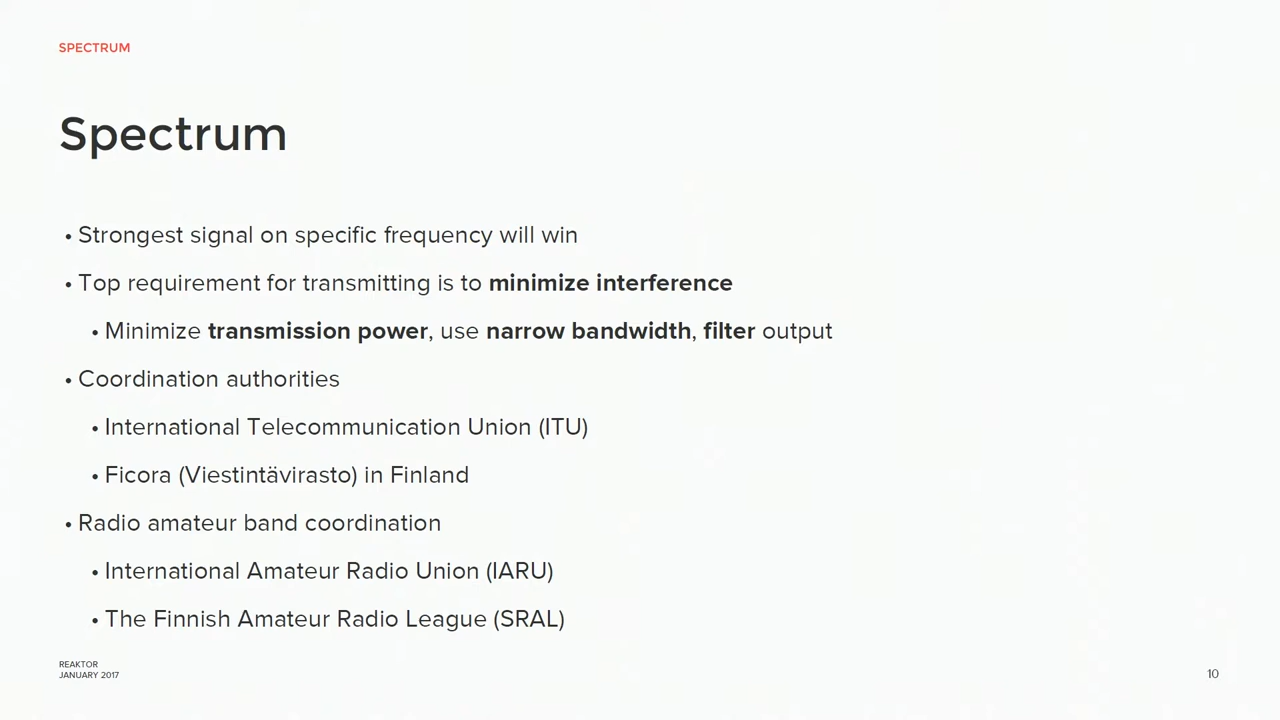 SPECTRUM
Spectrum
• Strongest signal on specific frequency will win
• Top requirement for transmitting is to minimize interference
• Minimize transmission power, use narrow bandwidth, filter output
• Coordination authorities
• International Telecommunication Union (ITU)
• Ficora (Viestintävirasto) in Finland
• Radio amateur band coordination
• International Amateur Radio Union (IARU)
• The Finnish Amateur Radio League (SRAL)
REAKTOR
JANUARY 2017
10